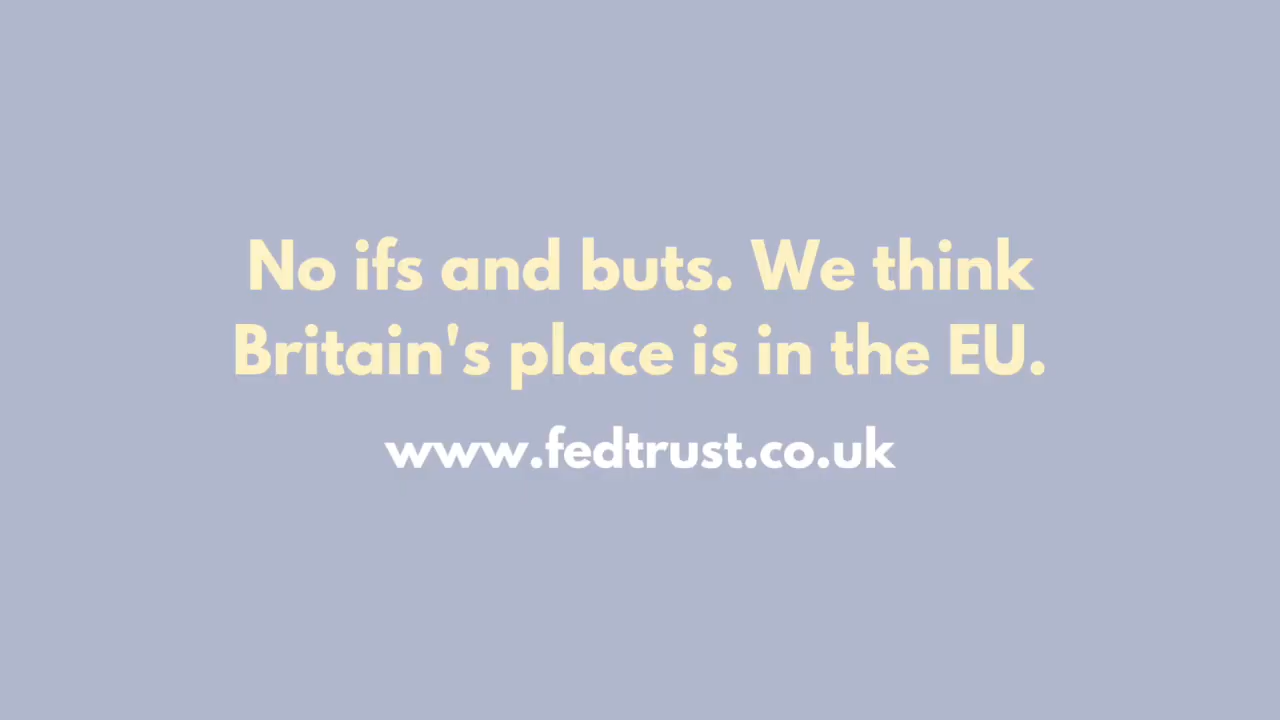 No ifs and buts. We think
Britain's place is in the EU.
www.fedtrust.co.uk